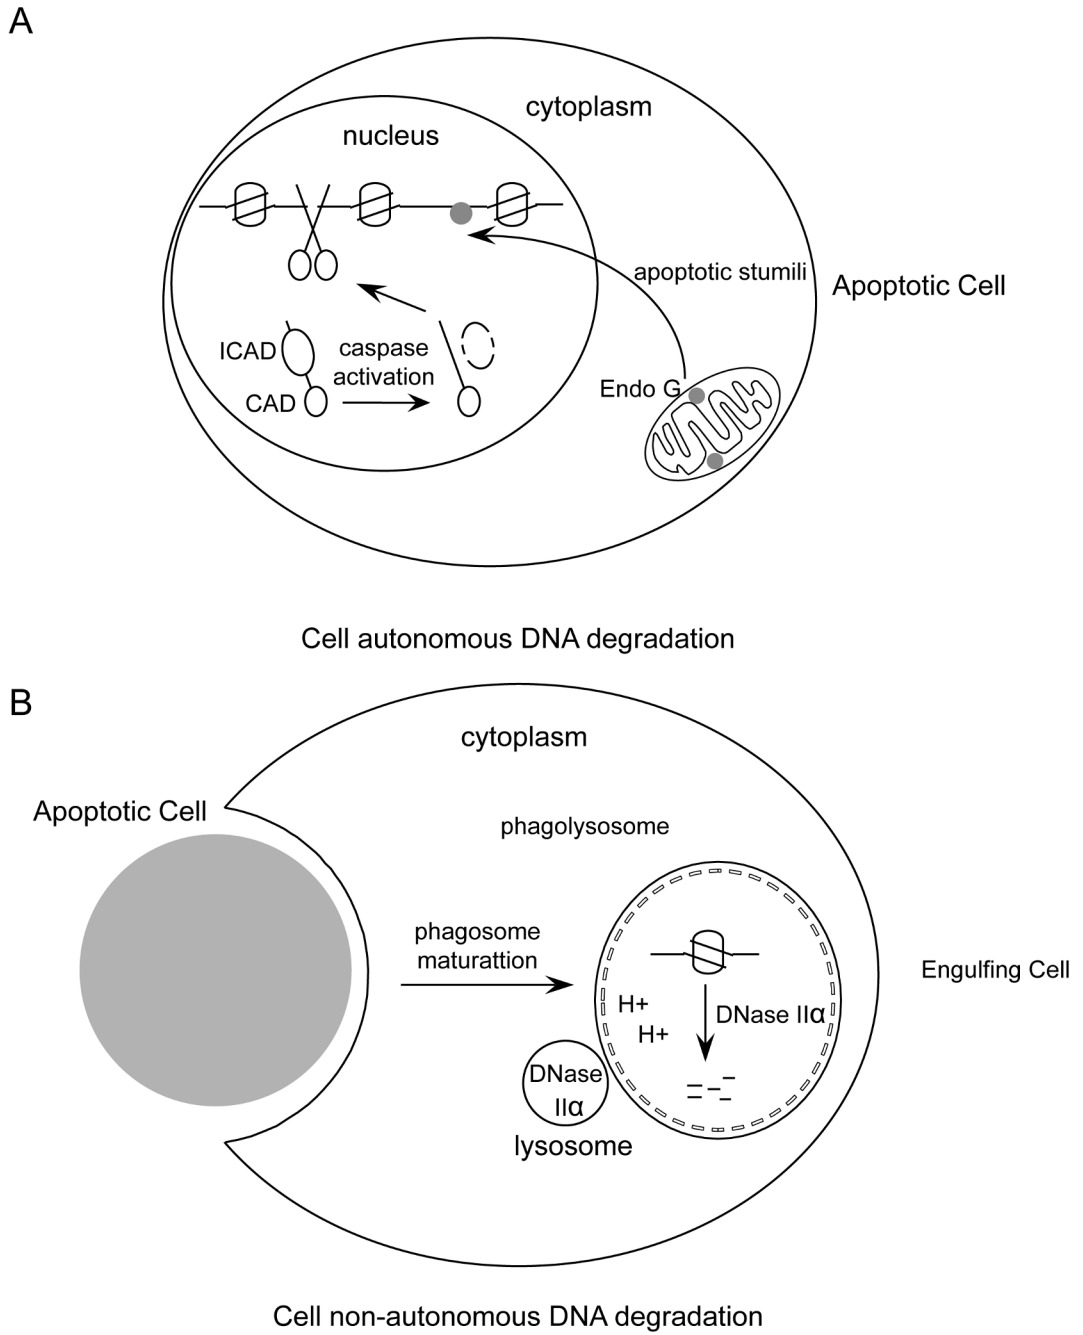 A
cytoplasm
nucleus
apoptotic stumili
Apoptotic Cell
ICAD
caspase
activation
CAD
Endo G
Cell autonomous DNA degradation
B
cytoplasm
Apoptotic Cell
phagolysosome
phagosome
maturattion
Engulfing Cell
H+
H+
DNase IIα
DNase
IIα
lysosome
Cell non-autonomous DNA degradation